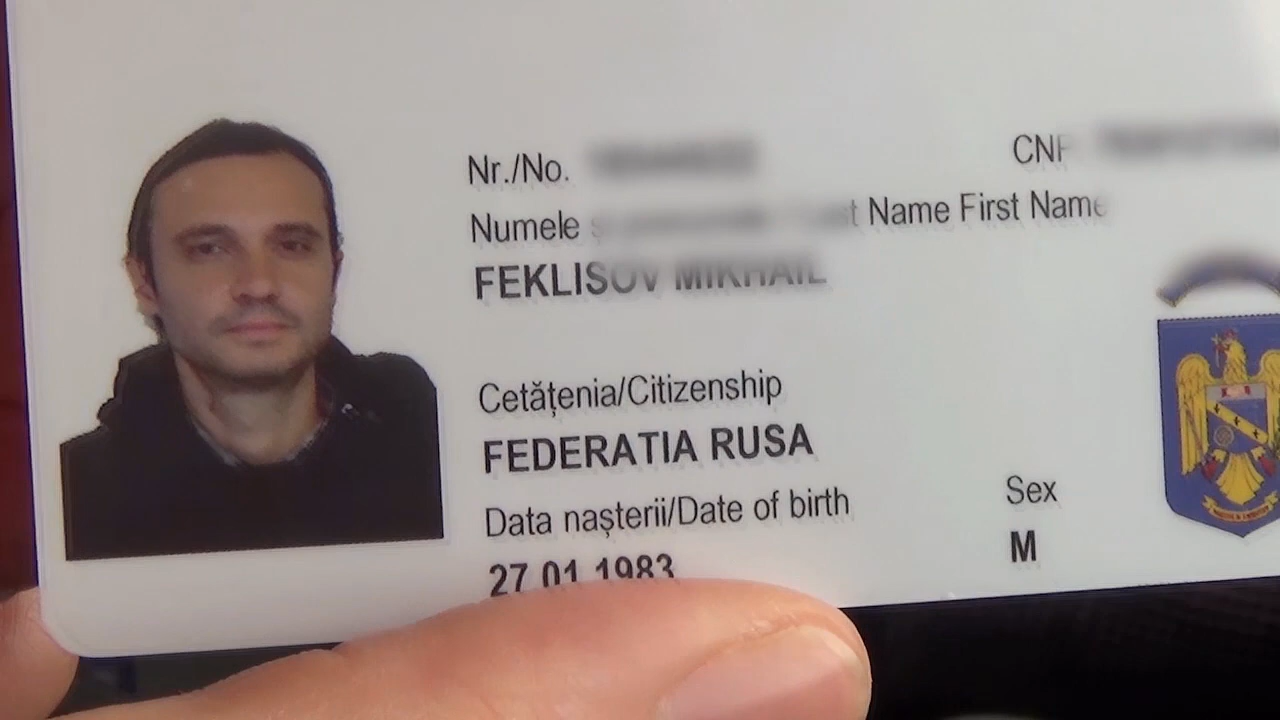 Nr./No.
CNP
Numele Last Name First Name
FEKLISOV MIKHAIL
Cetățenia/Citizenship
FEDERATIA RUSA
Data nașterii/Date of birth
Sex
27.01.1983
M